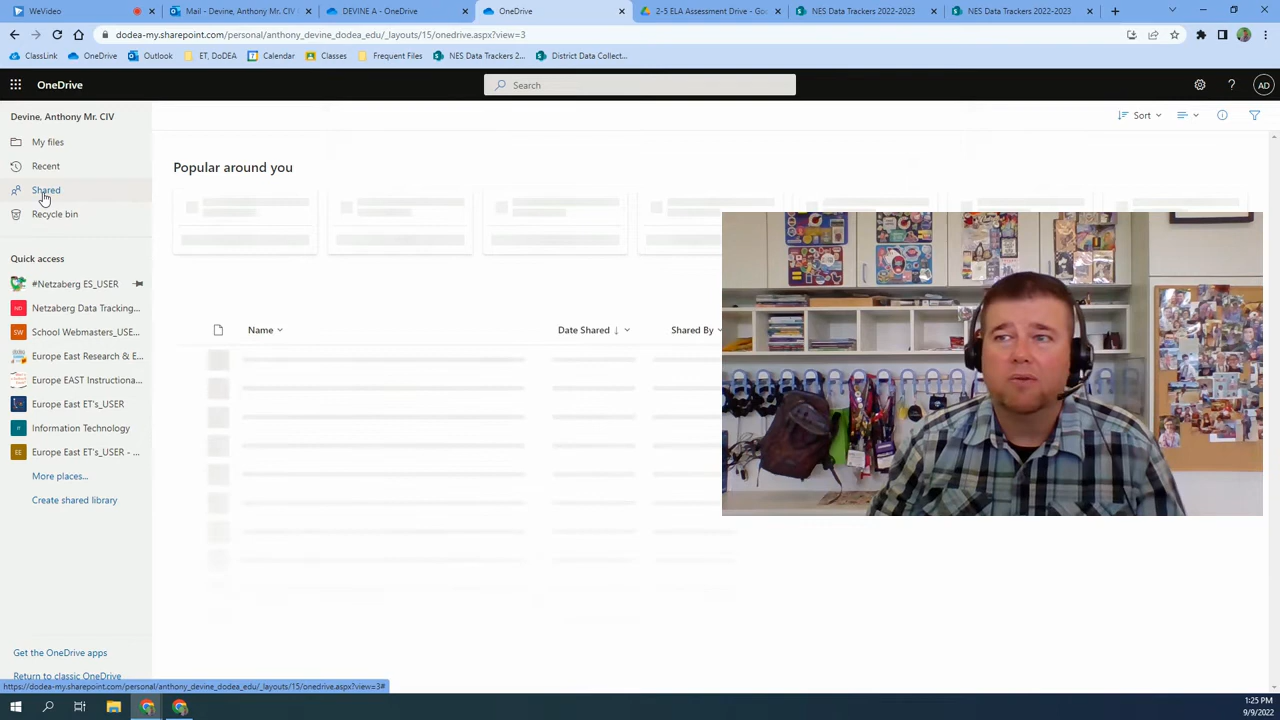 WeVideo
Mail - Devine, Anthony Mr. CIV
DEVINE A - OneDrive
OneDrive
2-5 ELA Assessment Drive - Goo
NES Data Trackers 2022-2023
NES Data Trackers 2022-2023
dodea-my.sharepoint.com/personal/anthony_devine_dodea_edu/_layouts/15/onedrive.aspx?view=3
ClassLink
OneDrive
Outlook
ET, DoDEA
Calendar
Classes
Frequent Files
NES Data Trackers 2...
District Data Collect...
OneDrive
Search
AD
Devine, Anthony Mr. CIV
My files
Recent
Shared
Recycle bin
Quick access
#Netzaberg ES_USER
ND Netzaberg Data Tracking...
SW School Webmasters_USE...
Europe East Research & E...
Europe EAST Instructiona...
Europe East ET's_USER
IT Information Technology
EE Europe East ET's_USER - ...
More places...
Create shared library
Get the OneDrive apps
Return to classic OneDrive
Sort
Popular around you
Name
Date Shared
Shared By
https://dodea-my.sharepoint.com/personal/anthony_devine_dodea_edu/_layouts/15/onedrive.aspx?view=3#
1:25 PM
9/9/2022